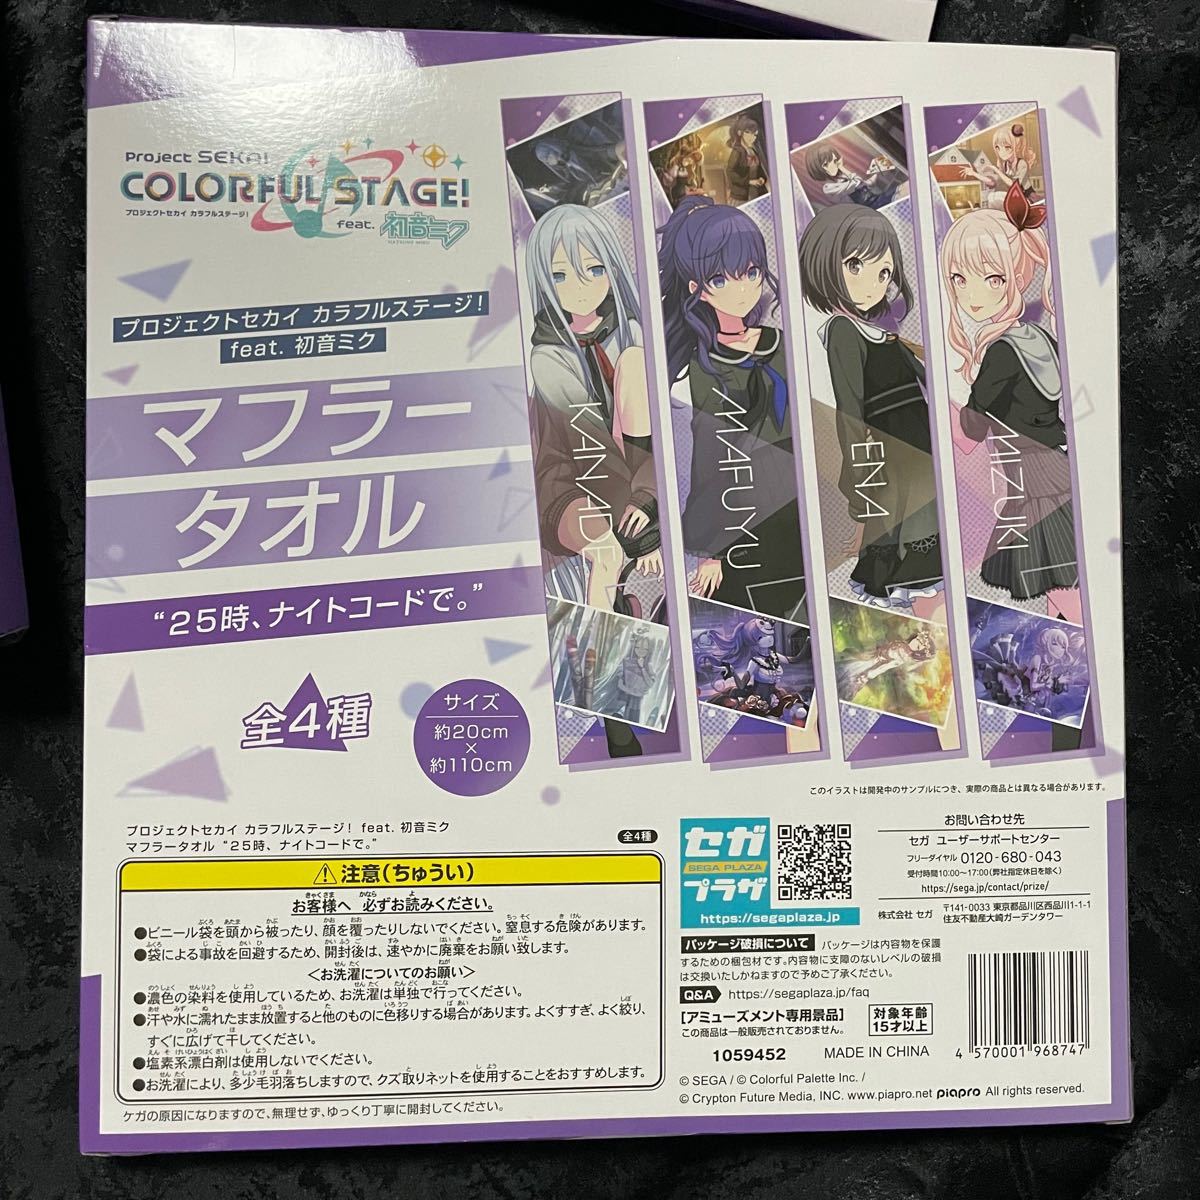 Project SEKAI
COLORFUL STAGE!
プロジェクトセカイ カラフルステージ!
feat. 初音ミク
HATSUNE MIKU
プロジェクトセカイ カラフルステージ!
feat. 初音ミク
マフラー
タオル
“25時、ナイトコードで。”
全4種
サイズ
約20cm
×
約110cm
KANADE
MAFUYU
ENA
MIZUKI
このイラストは開発中のサンプルにつき、実際の商品とは異なる場合があります。
プロジェクトセカイ カラフルステージ! feat. 初音ミク
マフラータオル “25時、ナイトコードで。”
全4種
注意(ちゅうい)
お客様へ 必ずお読みください。
●ビニール袋を頭から被ったり、顔を覆ったりしないでください。窒息する危険があります。
●袋による事故を回避するため、開封後は、速やかに廃棄をお願い致します。
<お洗濯についてのお願い>
●濃色の染料を使用しているため、お洗濯は単独で行ってください。
●汗や水に濡れたまま放置すると他のものに色移りする場合があります。よくすすぎ、よく絞り、
すぐに広げて干してください。
●塩素系漂白剤は使用しないでください。
●お洗濯により、多少毛羽落ちしますので、クズ取りネットを使用することをおすすめします。
ケガの原因になりますので、無理せず、ゆっくり丁寧に開封してください。
セガ
SEGA PLAZA
プラザ
https://segaplaza.jp
お問い合わせ先
セガ ユーザーサポートセンター
フリーダイヤル 0120-680-043
受付時間10:00〜17:00(弊社指定休日を除く)
https://sega.jp/contact/prize/
株式会社 セガ
〒141-0033 東京都品川区西品川1-1-1
住友不動産大崎ガーデンタワー
パッケージ破損について パッケージは内容物を保護
するための梱包材です。内容物に支障のないレベルの破損
は交換いたしかねますので予めご了承ください。
Q&A https://segaplaza.jp/faq
[アミューズメント専用景品]
この商品は一般販売されておりません。
対象年齢
15才以上
1059452 MADE IN CHINA
4 570001 968747
© SEGA / © Colorful Palette Inc. /
© Crypton Future Media, INC. www.piapro.net piapro All rights reserved.